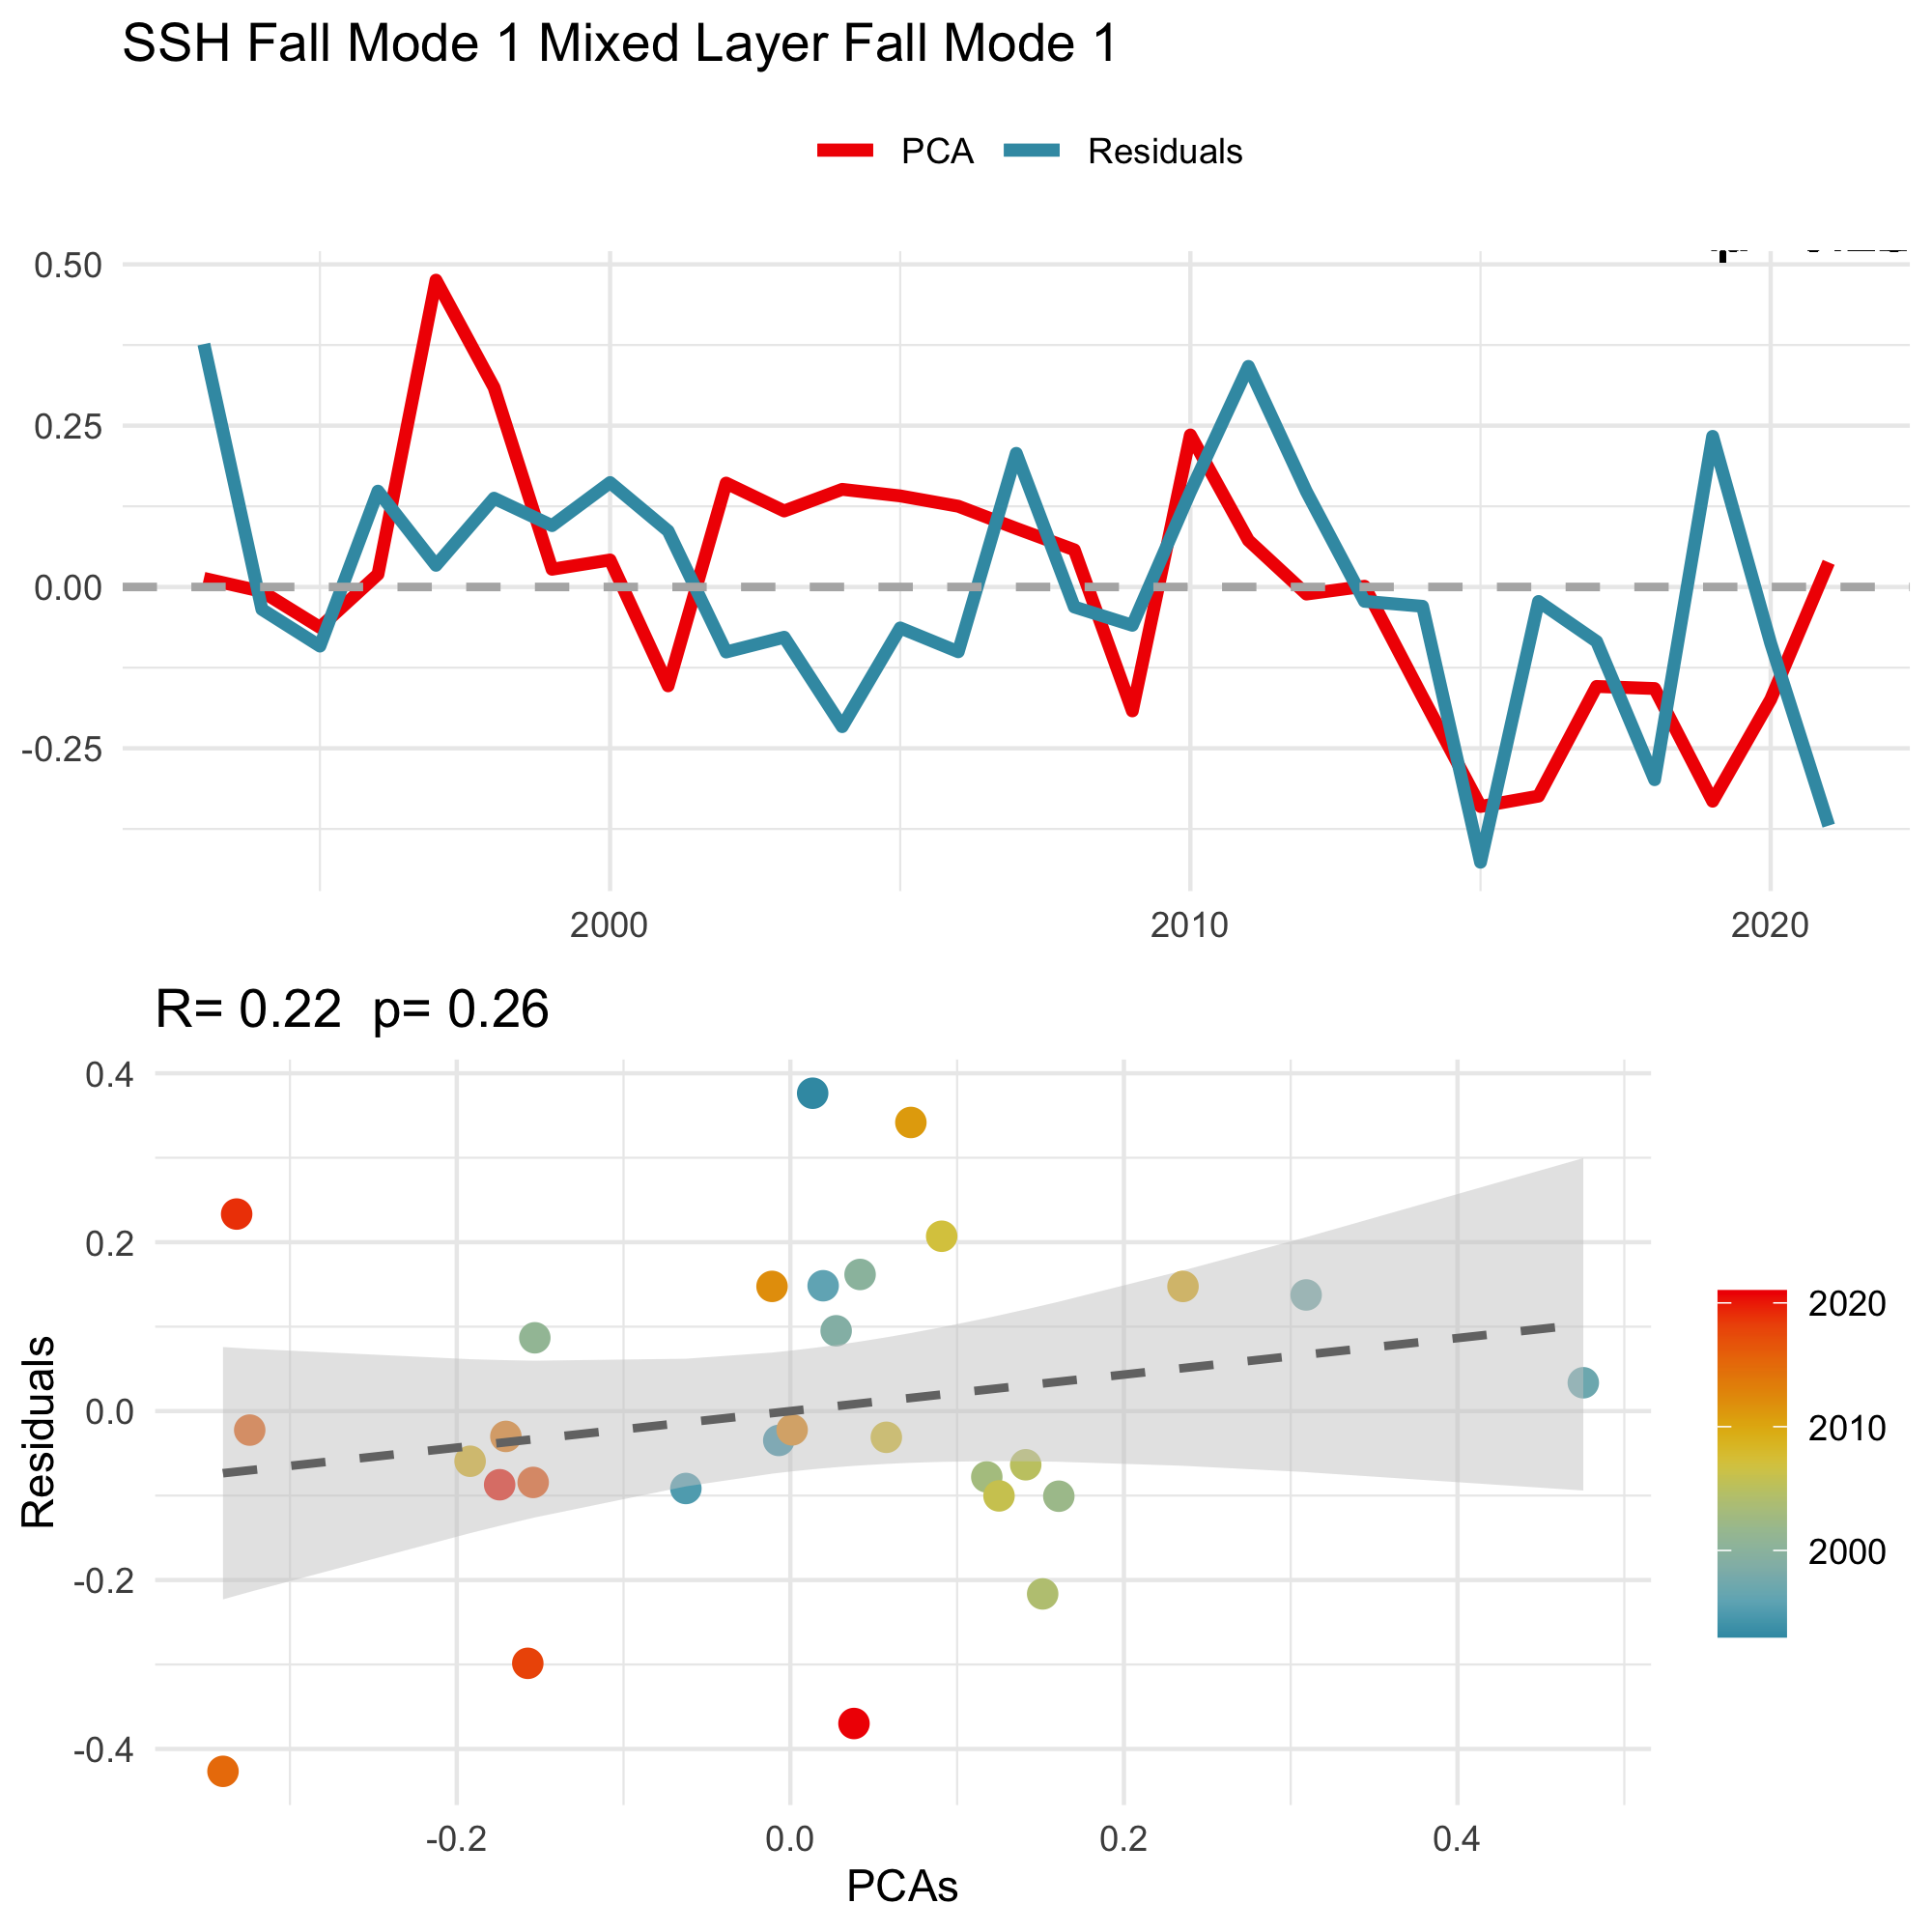 SSH Fall Mode 1 Mixed Layer Fall Mode 1
PCA Residuals
0.50
0.25
0.00
-0.25
2000 2010 2020
R= 0.22 p= 0.26
Residuals
0.4
0.2
0.0
-0.2
-0.4
-0.2 0.0 0.2 0.4
PCAs
2020
2010
2000